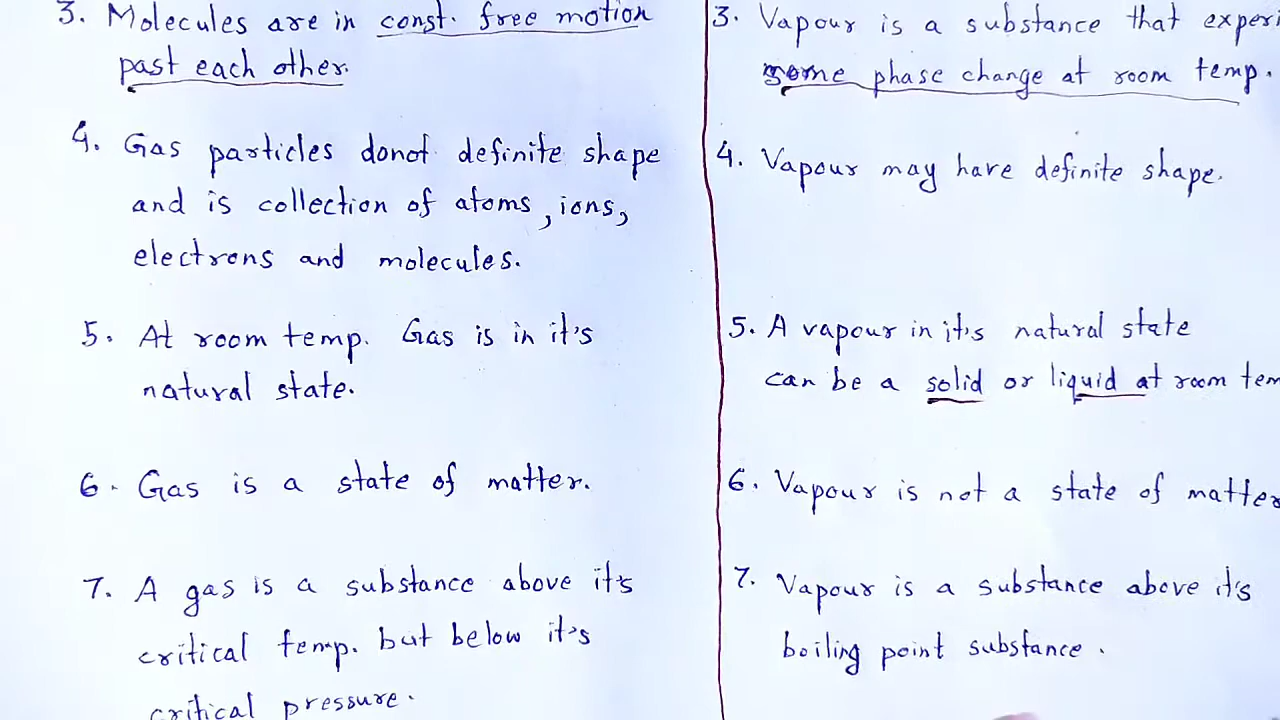 3. Molecules are in const. free motion
past each other.
4. Gas particles donot definite shape
and is collection of atoms, ions,
electrons and molecules.
5. At room temp. Gas is in it's
natural state.
6. Gas is a state of matter.
7. A gas is a substance above it's
critical temp. but below it's
critical pressure.
3. Vapour is a substance that experi
some phase change at room temp.
4. Vapour may have definite shape.
5. A vapour in it's natural state
can be a solid or liquid at room tem
6. Vapour is not a state of matter
7. Vapour is a substance above it's
boiling point substance.